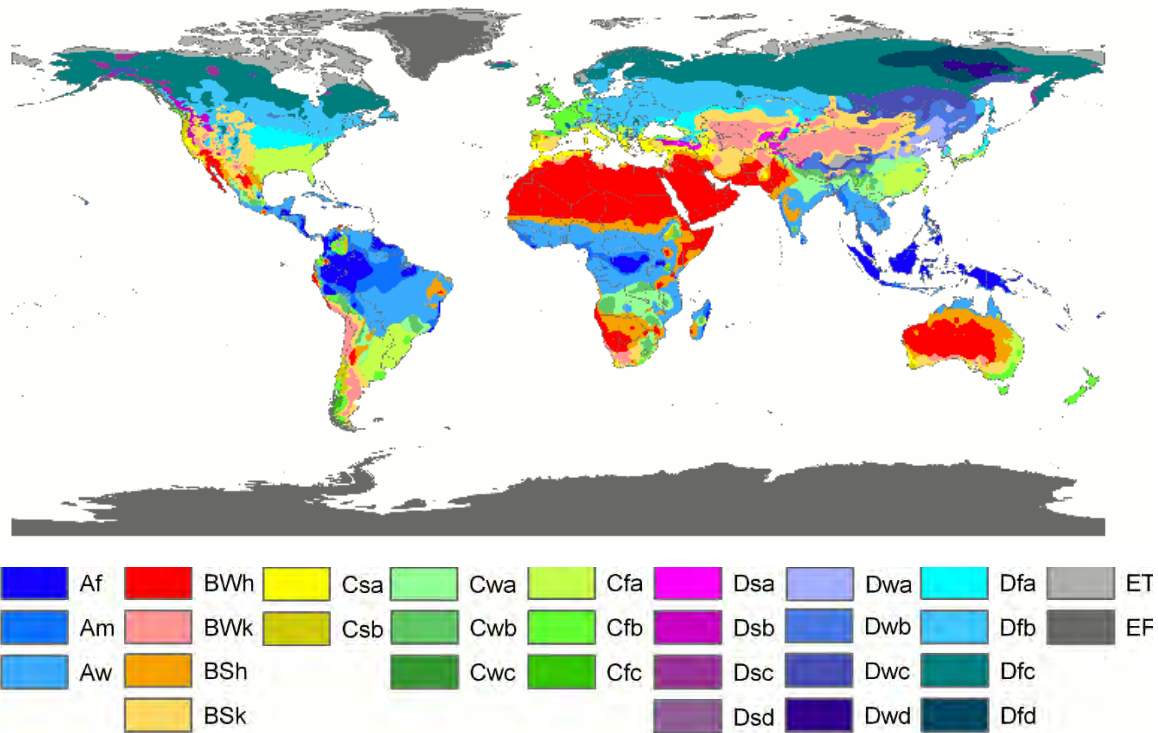 Af BWh Csa Cwa Cfa Dsa Dwa Dfa ET
Am BWk Csb Cwb Cfb Dsb Dwb Dfb EF
Aw BSh Cwc Cfc Dsc Dwc Dfc
BSk Dsd Dwd Dfd